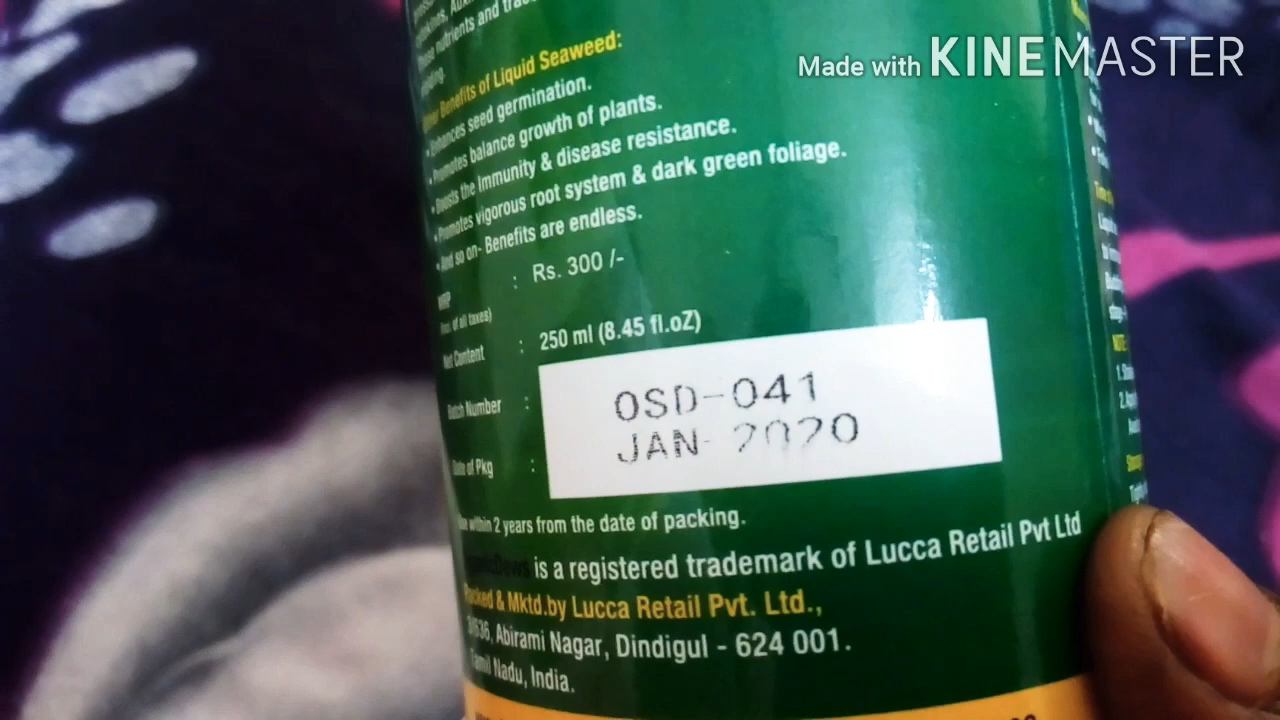 Made with KINEMASTER
nutrients and
Benefits of Liquid Seaweed:
• Enhances seed germination.
• Promotes balance growth of plants.
• Boosts the Immunity & disease resistance.
• Promotes vigorous root system & dark green foliage.
• And so on- Benefits are endless.
MRP : Rs. 300 /-
(Inc. of all taxes)
Net Content : 250 ml (8.45 fl.oZ)
Batch Number : OSD-041
Date of Pkg : JAN- 2020
within 2 years from the date of packing.
is a registered trademark of Lucca Retail Pvt Ltd
Packed & Mktd.by Lucca Retail Pvt. Ltd.,
Abirami Nagar, Dindigul - 624 001.
Tamil Nadu, India.